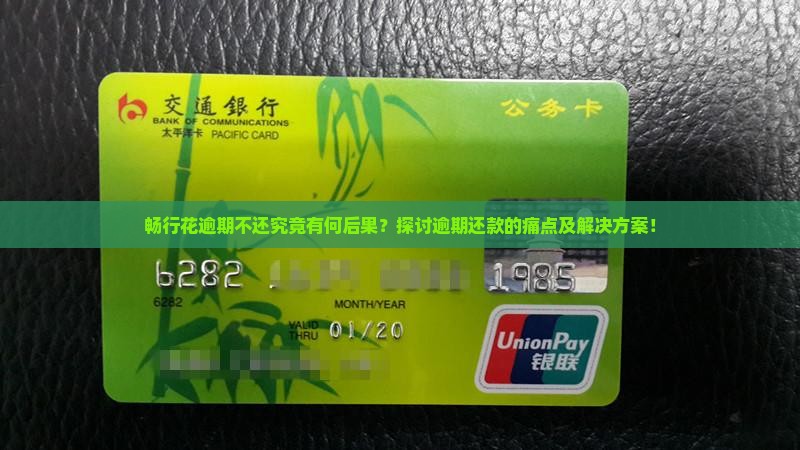 交通銀行
BANK OF COMMUNICATIONS
太平洋卡 PACIFIC CARD
公务卡
畅行花逾期不还究竟有何后果？探讨逾期还款的痛点及解决方案！
6282 1985
6282
MONTH/YEAR
VALID
THRU 01/20
UnionPay
银联